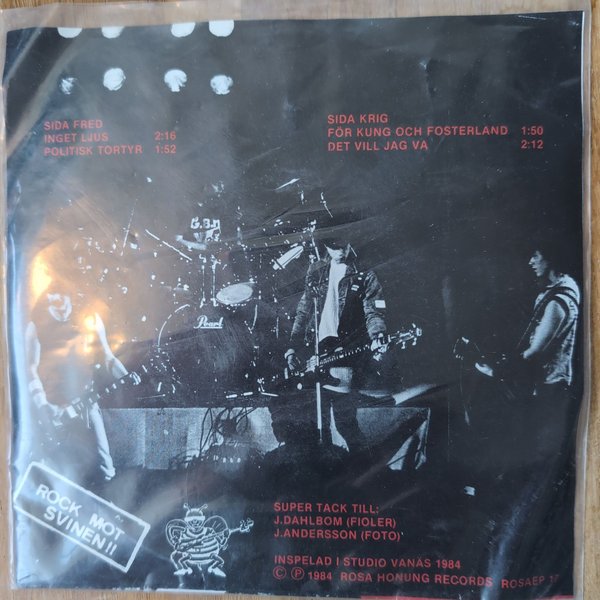 SIDA FRED
INGET LJUS 2:16
POLITISK TORTYR 1:52
SIDA KRIG
FÖR KUNG OCH FOSTERLAND 1:50
DET VILL JAG VA 2:12
Pearl
ROCK MOT
SVINEN!!
SUPER TACK TILL:
J.DAHLBOM (FIOLER)
J.ANDERSSON (FOTO)
INSPELAD I STUDIO VÄNÄS 1984
© ℗ 1984 ROSA HONUNG RECORDS ROSAEP